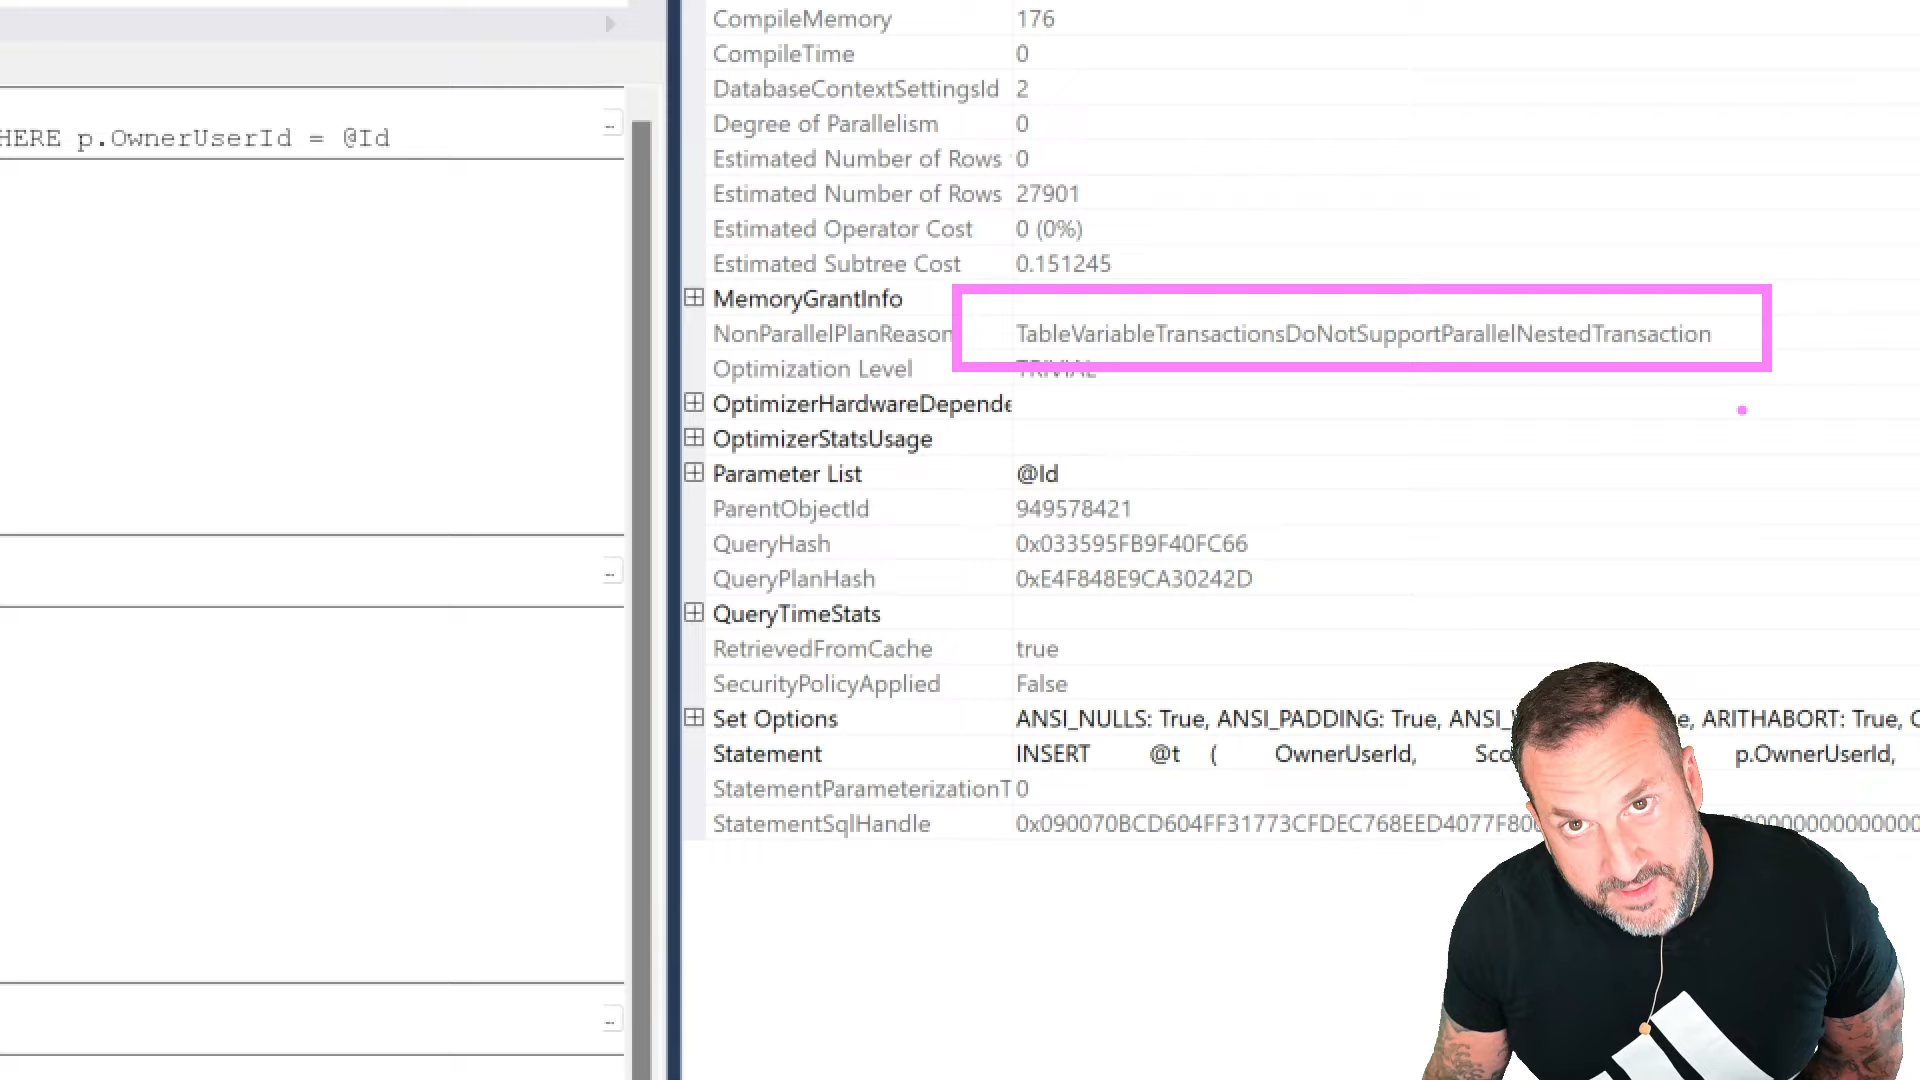 HERE p.OwnerUserId = @Id
CompileMemory 176
CompileTime 0
DatabaseContextSettingsId 2
Degree of Parallelism 0
Estimated Number of Rows 0
Estimated Number of Rows 27901
Estimated Operator Cost 0 (0%)
Estimated Subtree Cost 0.151245
MemoryGrantInfo
NonParallelPlanReason TableVariableTransactionsDoNotSupportParallelNestedTransaction
Optimization Level TRIVIAL
OptimizerHardwareDepende
OptimizerStatsUsage
Parameter List @Id
ParentObjectId 949578421
QueryHash 0x033595FB9F40FC66
QueryPlanHash 0xE4F848E9CA30242D
QueryTimeStats
RetrievedFromCache true
SecurityPolicyApplied False
Set Options ANSI_NULLS: True, ANSI_PADDING: True, ANSI_ e, ARITHABORT: True, C
Statement INSERT @t ( OwnerUserId, Sco p.OwnerUserId,
StatementParameterizationT 0
StatementSqlHandle